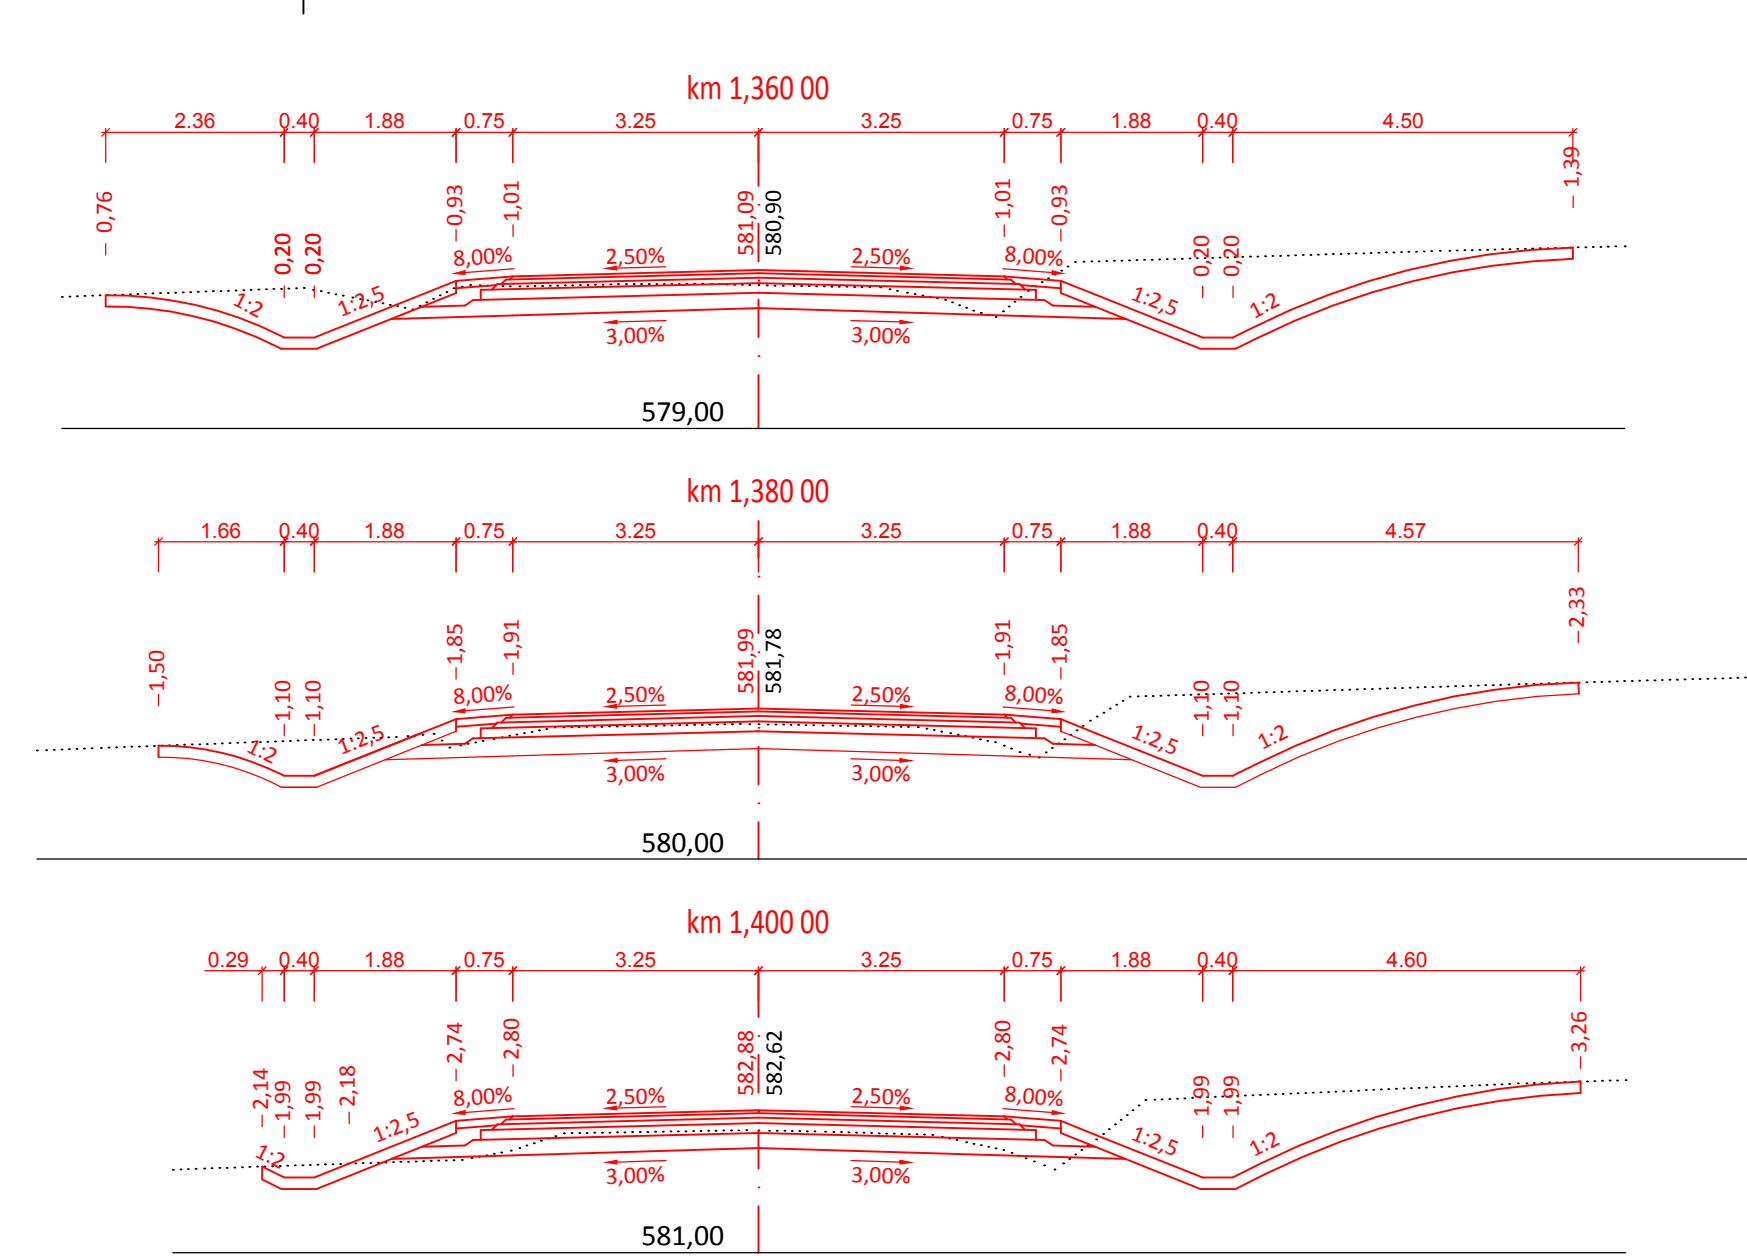 km 1,360 00
2.36 0.40 1.88 0.75 3.25 3.25 0.75 1.88 0.40 4.50
– 0,76 0,20 0,20 –0,93 –1,01 581,09 580,90 –1,01 –0,93 –0,20 –0,20 – 1,39
8,00% 2,50% 2,50% 8,00%
1:2 1:2,5 1:2,5 1:2
3,00% 3,00%
579,00
km 1,380 00
1.66 0.40 1.88 0.75 3.25 3.25 0.75 1.88 0.40 4.57
–1,50 –1,10 –1,10 –1,85 –1,91 581,99 581,78 –1,91 –1,85 –1,10 –1,10 –2,33
8,00% 2,50% 2,50% 8,00%
1:2 1:2,5 1:2,5 1:2
3,00% 3,00%
580,00
km 1,400 00
0.29 0.40 1.88 0.75 3.25 3.25 0.75 1.88 0.40 4.60
–2,14 –1,99 –1,99 –2,18 –2,74 –2,80 582,88 582,62 –2,80 –2,74 –1,99 –1,99 –3,26
8,00% 2,50% 2,50% 8,00%
1:2 1:2,5 1:2,5 1:2
3,00% 3,00%
581,00